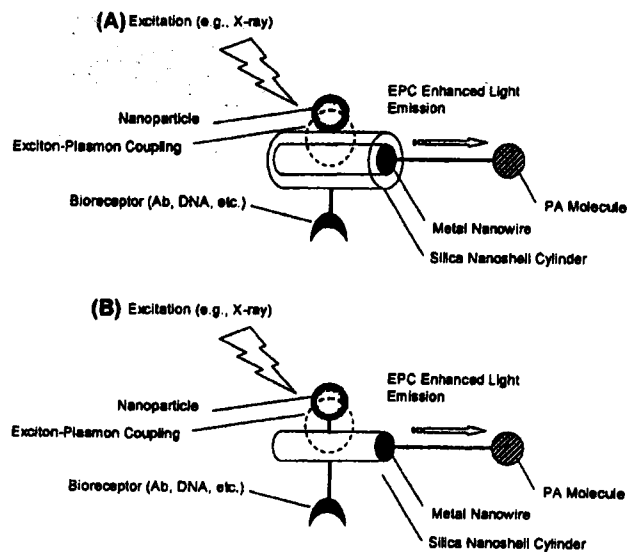 (A) Excitation (e.g., X-ray)
EPC Enhanced Light
Emission
Nanoparticle
Exciton-Plasmon Coupling
Bioreceptor (Ab, DNA, etc.)
PA Molecule
Metal Nanowire
Silica Nanoshell Cylinder
(B) Excitation (e.g., X-ray)
EPC Enhanced Light
Emission
Nanoparticle
Exciton-Plasmon Coupling
Bioreceptor (Ab, DNA, etc.)
PA Molecule
Metal Nanowire
Silica Nanoshell Cylinder